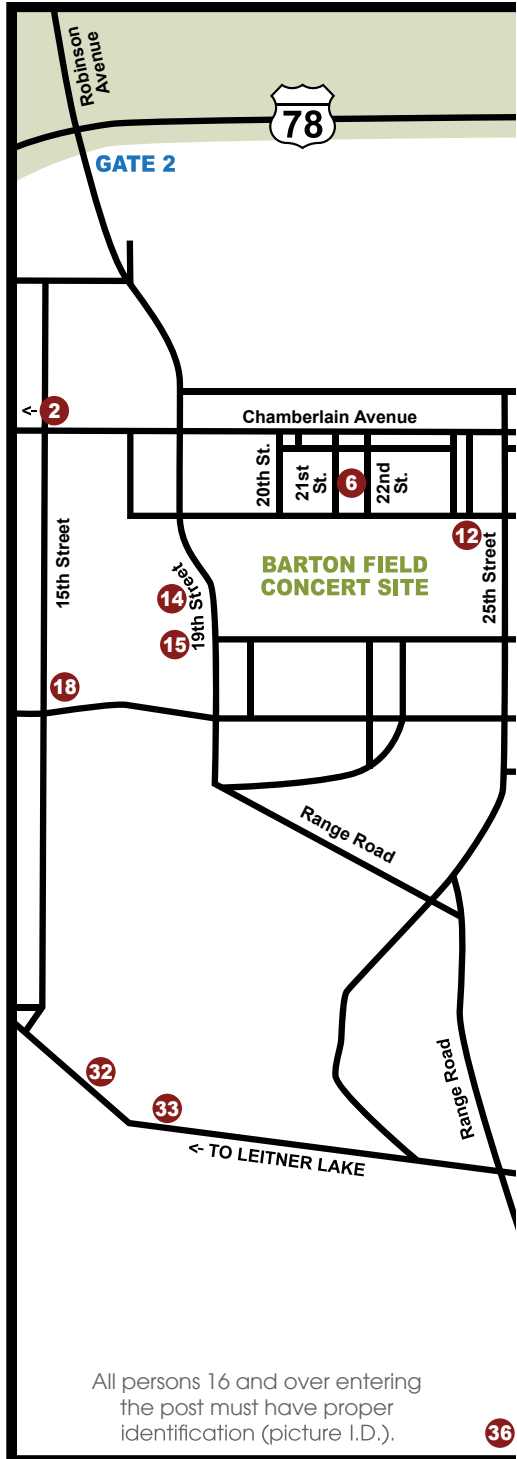 Robinson
Avenue
78
GATE 2
<- 2
Chamberlain Avenue
20th St.
21st
St.
6
22nd
St.
12
15th Street
BARTON FIELD
CONCERT SITE
25th Street
14
19th Street
15
18
Range Road
32
33
Range Road
<- TO LEITNER LAKE
All persons 16 and over entering
the post must have proper
identification (picture I.D.).
36